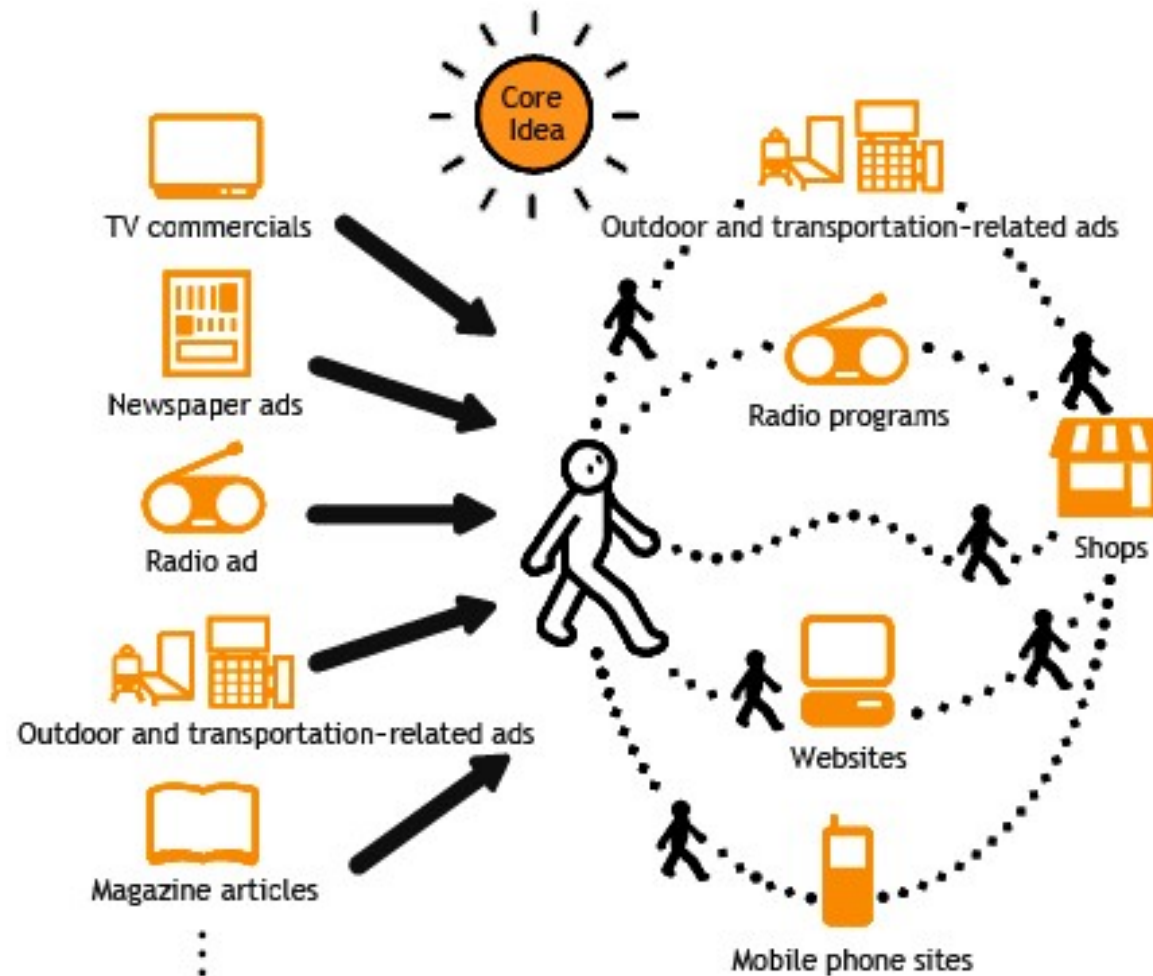 Core
Idea
TV commercials
Newspaper ads
Radio ad
Outdoor and transportation-related ads
Magazine articles
Outdoor and transportation-related ads
Radio programs
Shops
Websites
Mobile phone sites